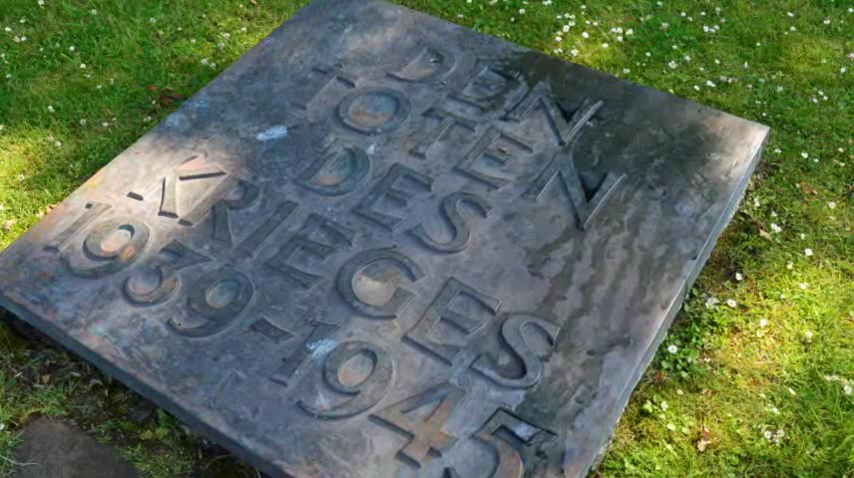 DEN
TOTEN
DES
KRIEGES
1939-1945